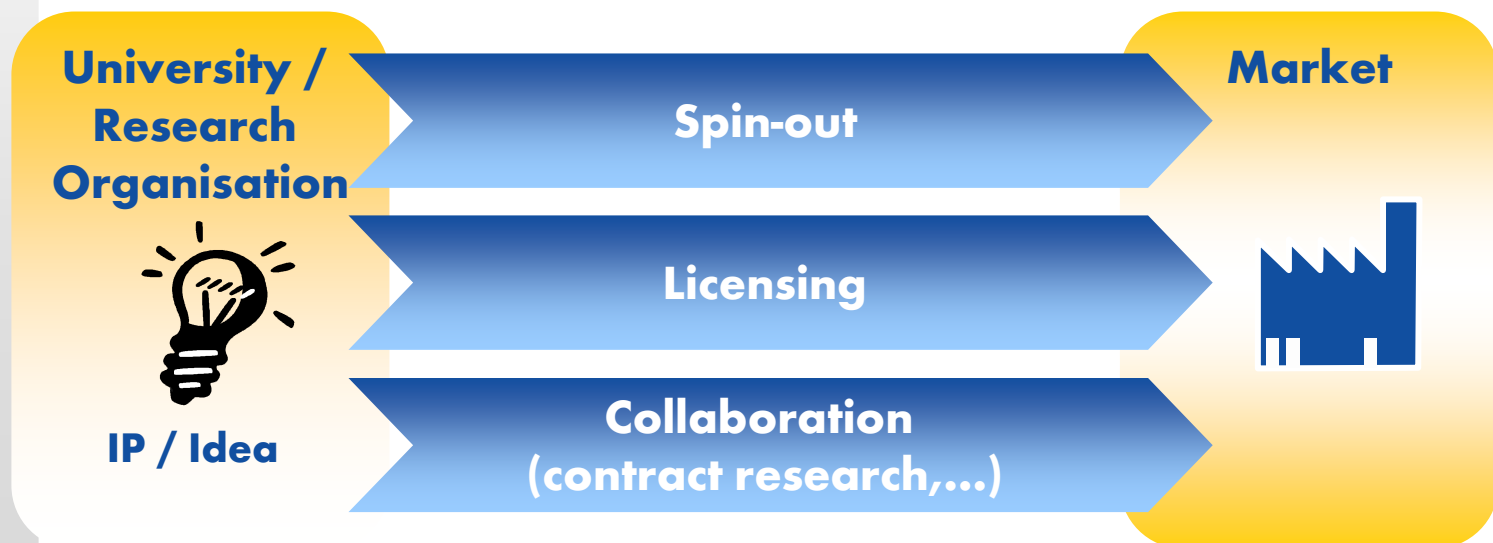 University /
Research
Organisation
IP / Idea
Spin-out
Licensing
Collaboration
(contract research,...)
Market